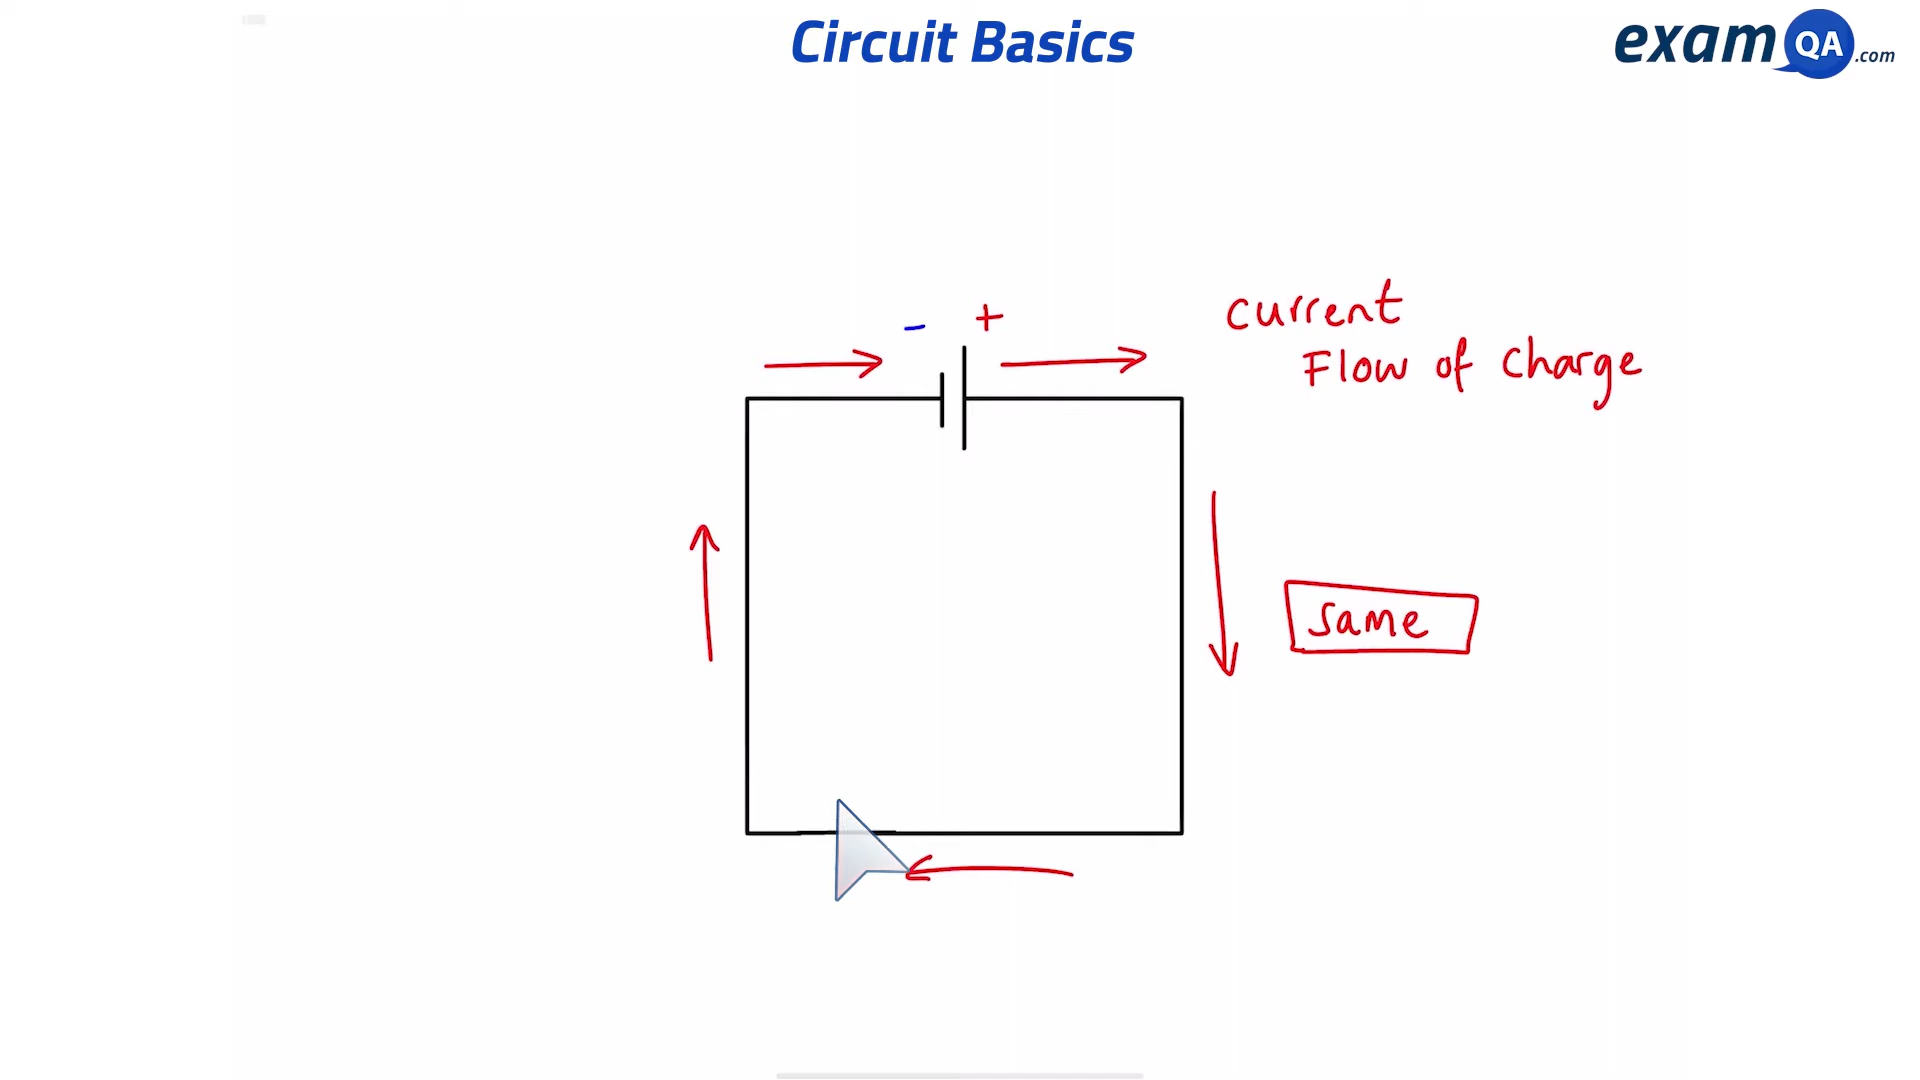 Circuit Basics
examQA.com
- +
current
Flow of charge
same